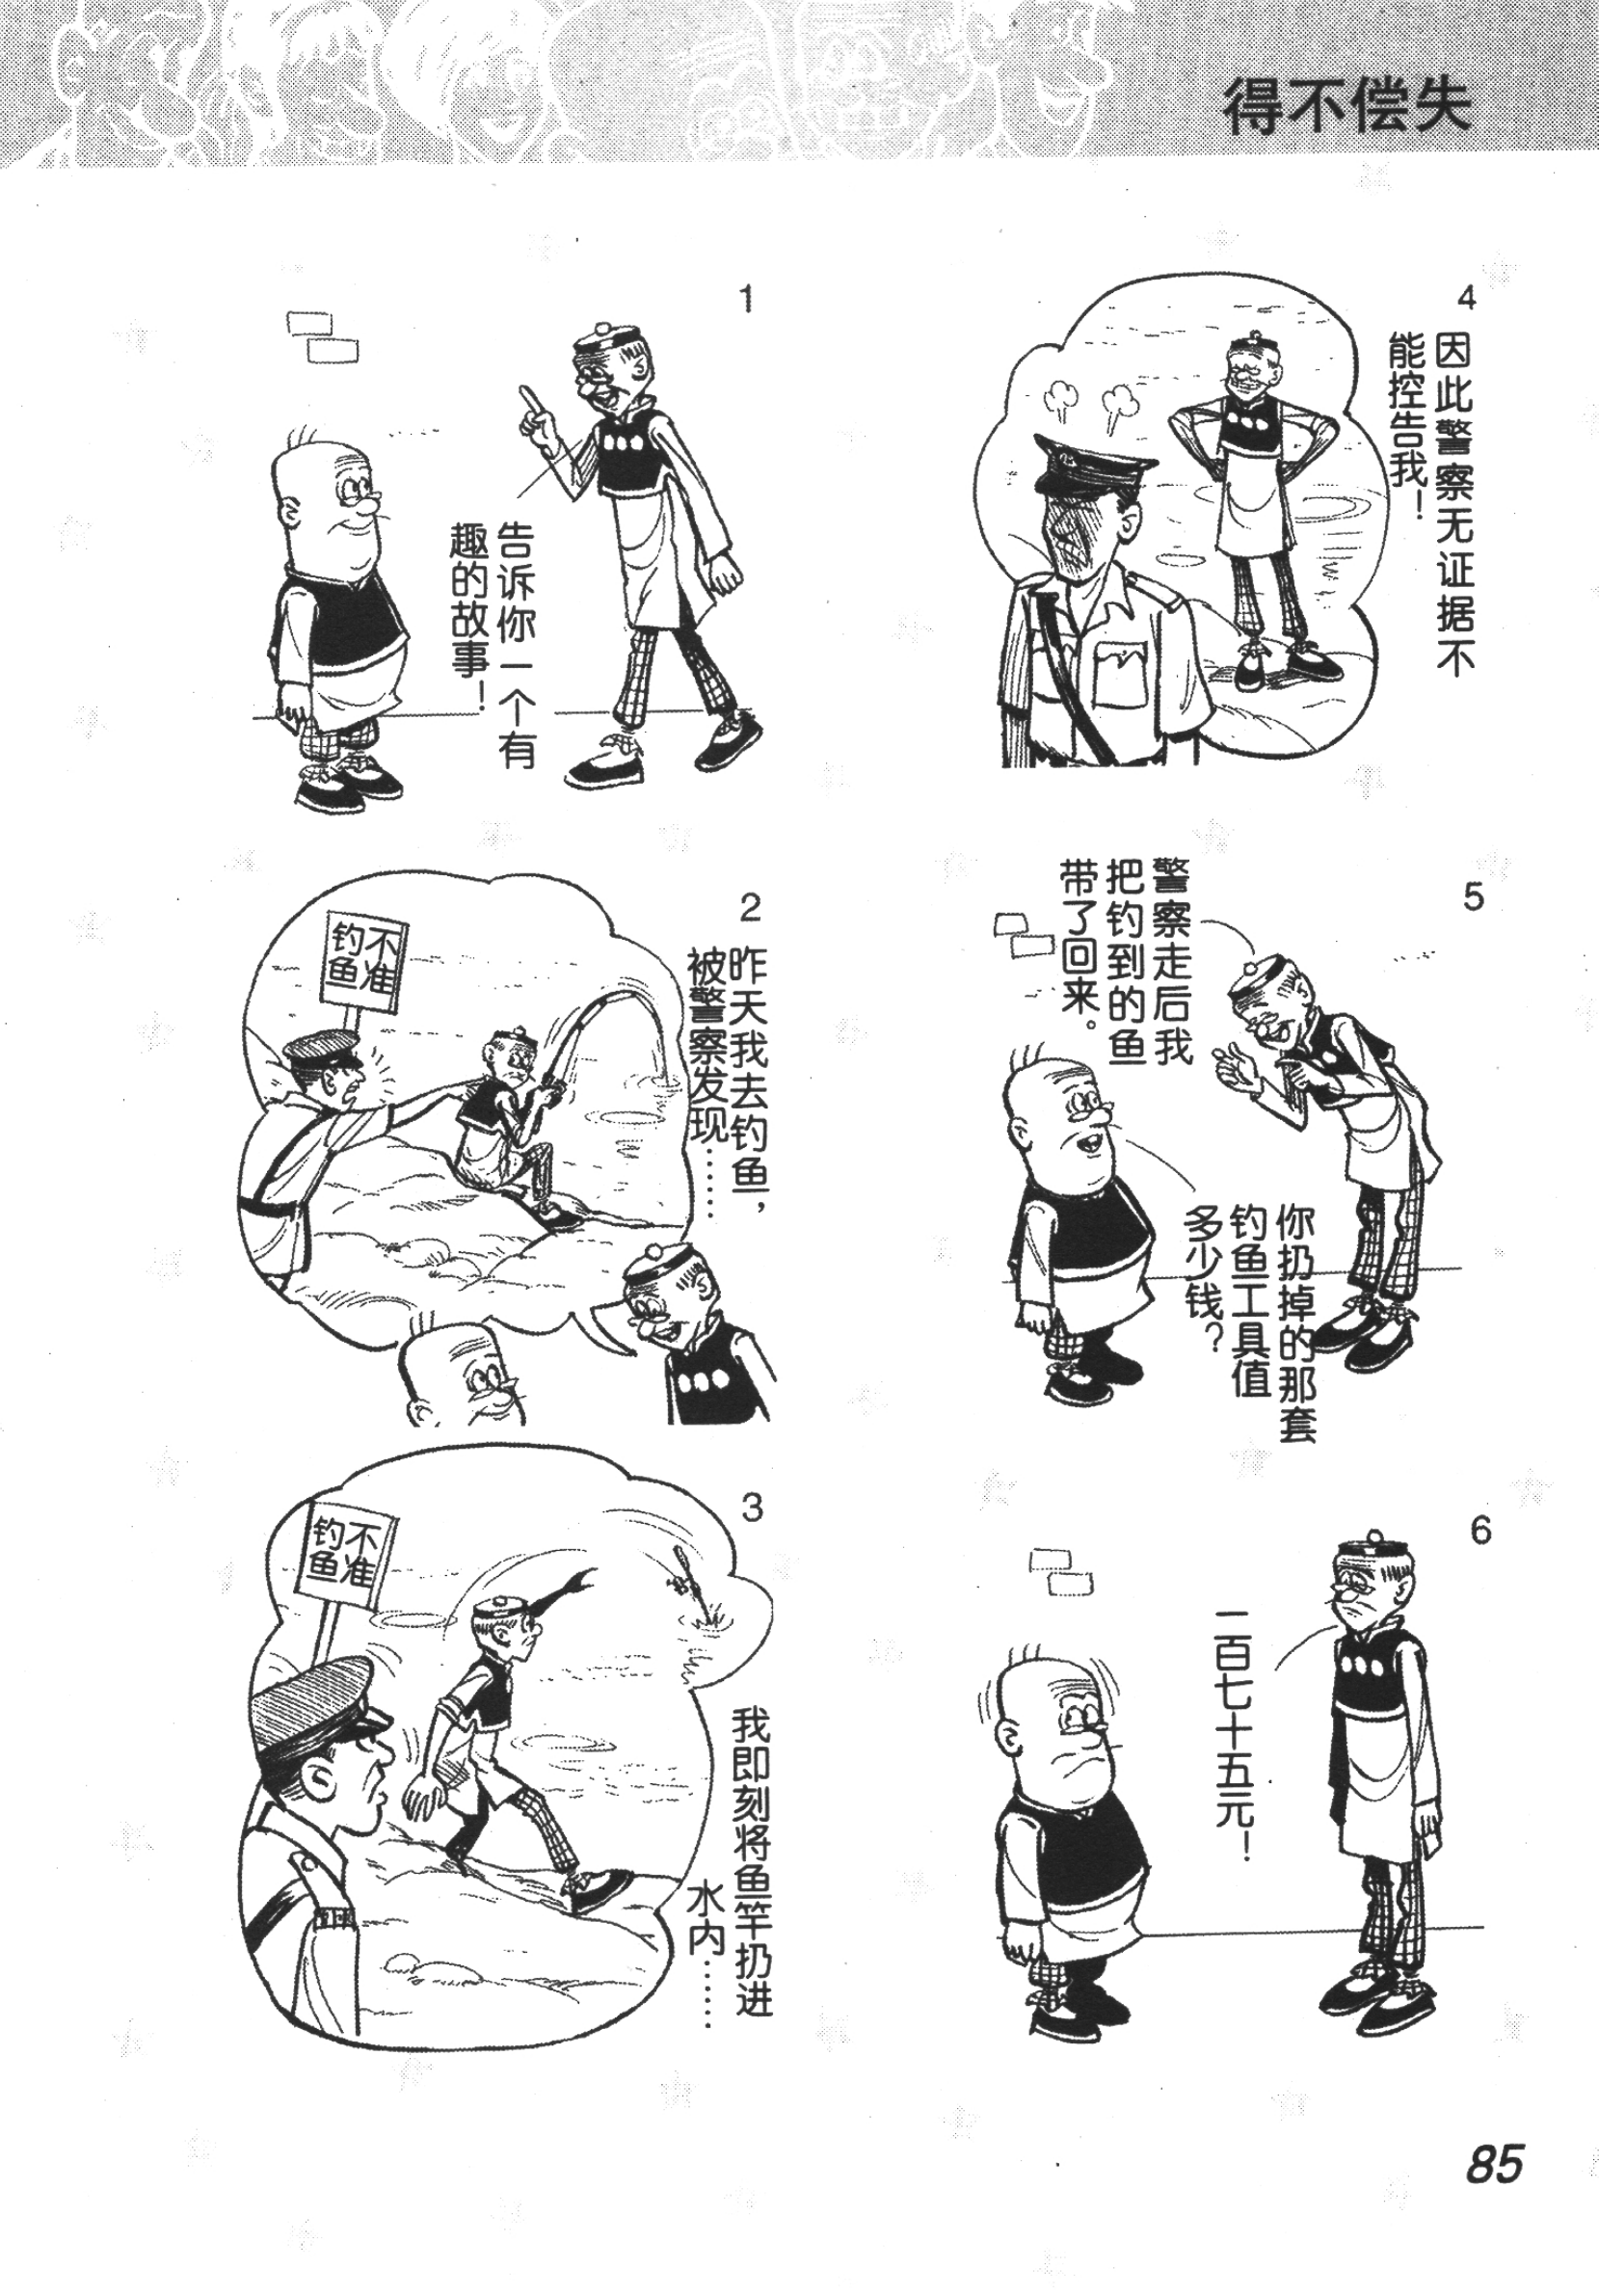 得不偿失
1
告诉你一个有
趣的故事！
2
昨天我去钓鱼，
被警察发现……
不准
钓鱼
3
我即刻将鱼竿扔进
水内……
不准
钓鱼
4
因此警察无证据不
能控告我！
5
警察走后我
把钓到的鱼
带了回来。
你扔掉的那套
钓鱼工具值
多少钱？
6
一百七十五元！
85